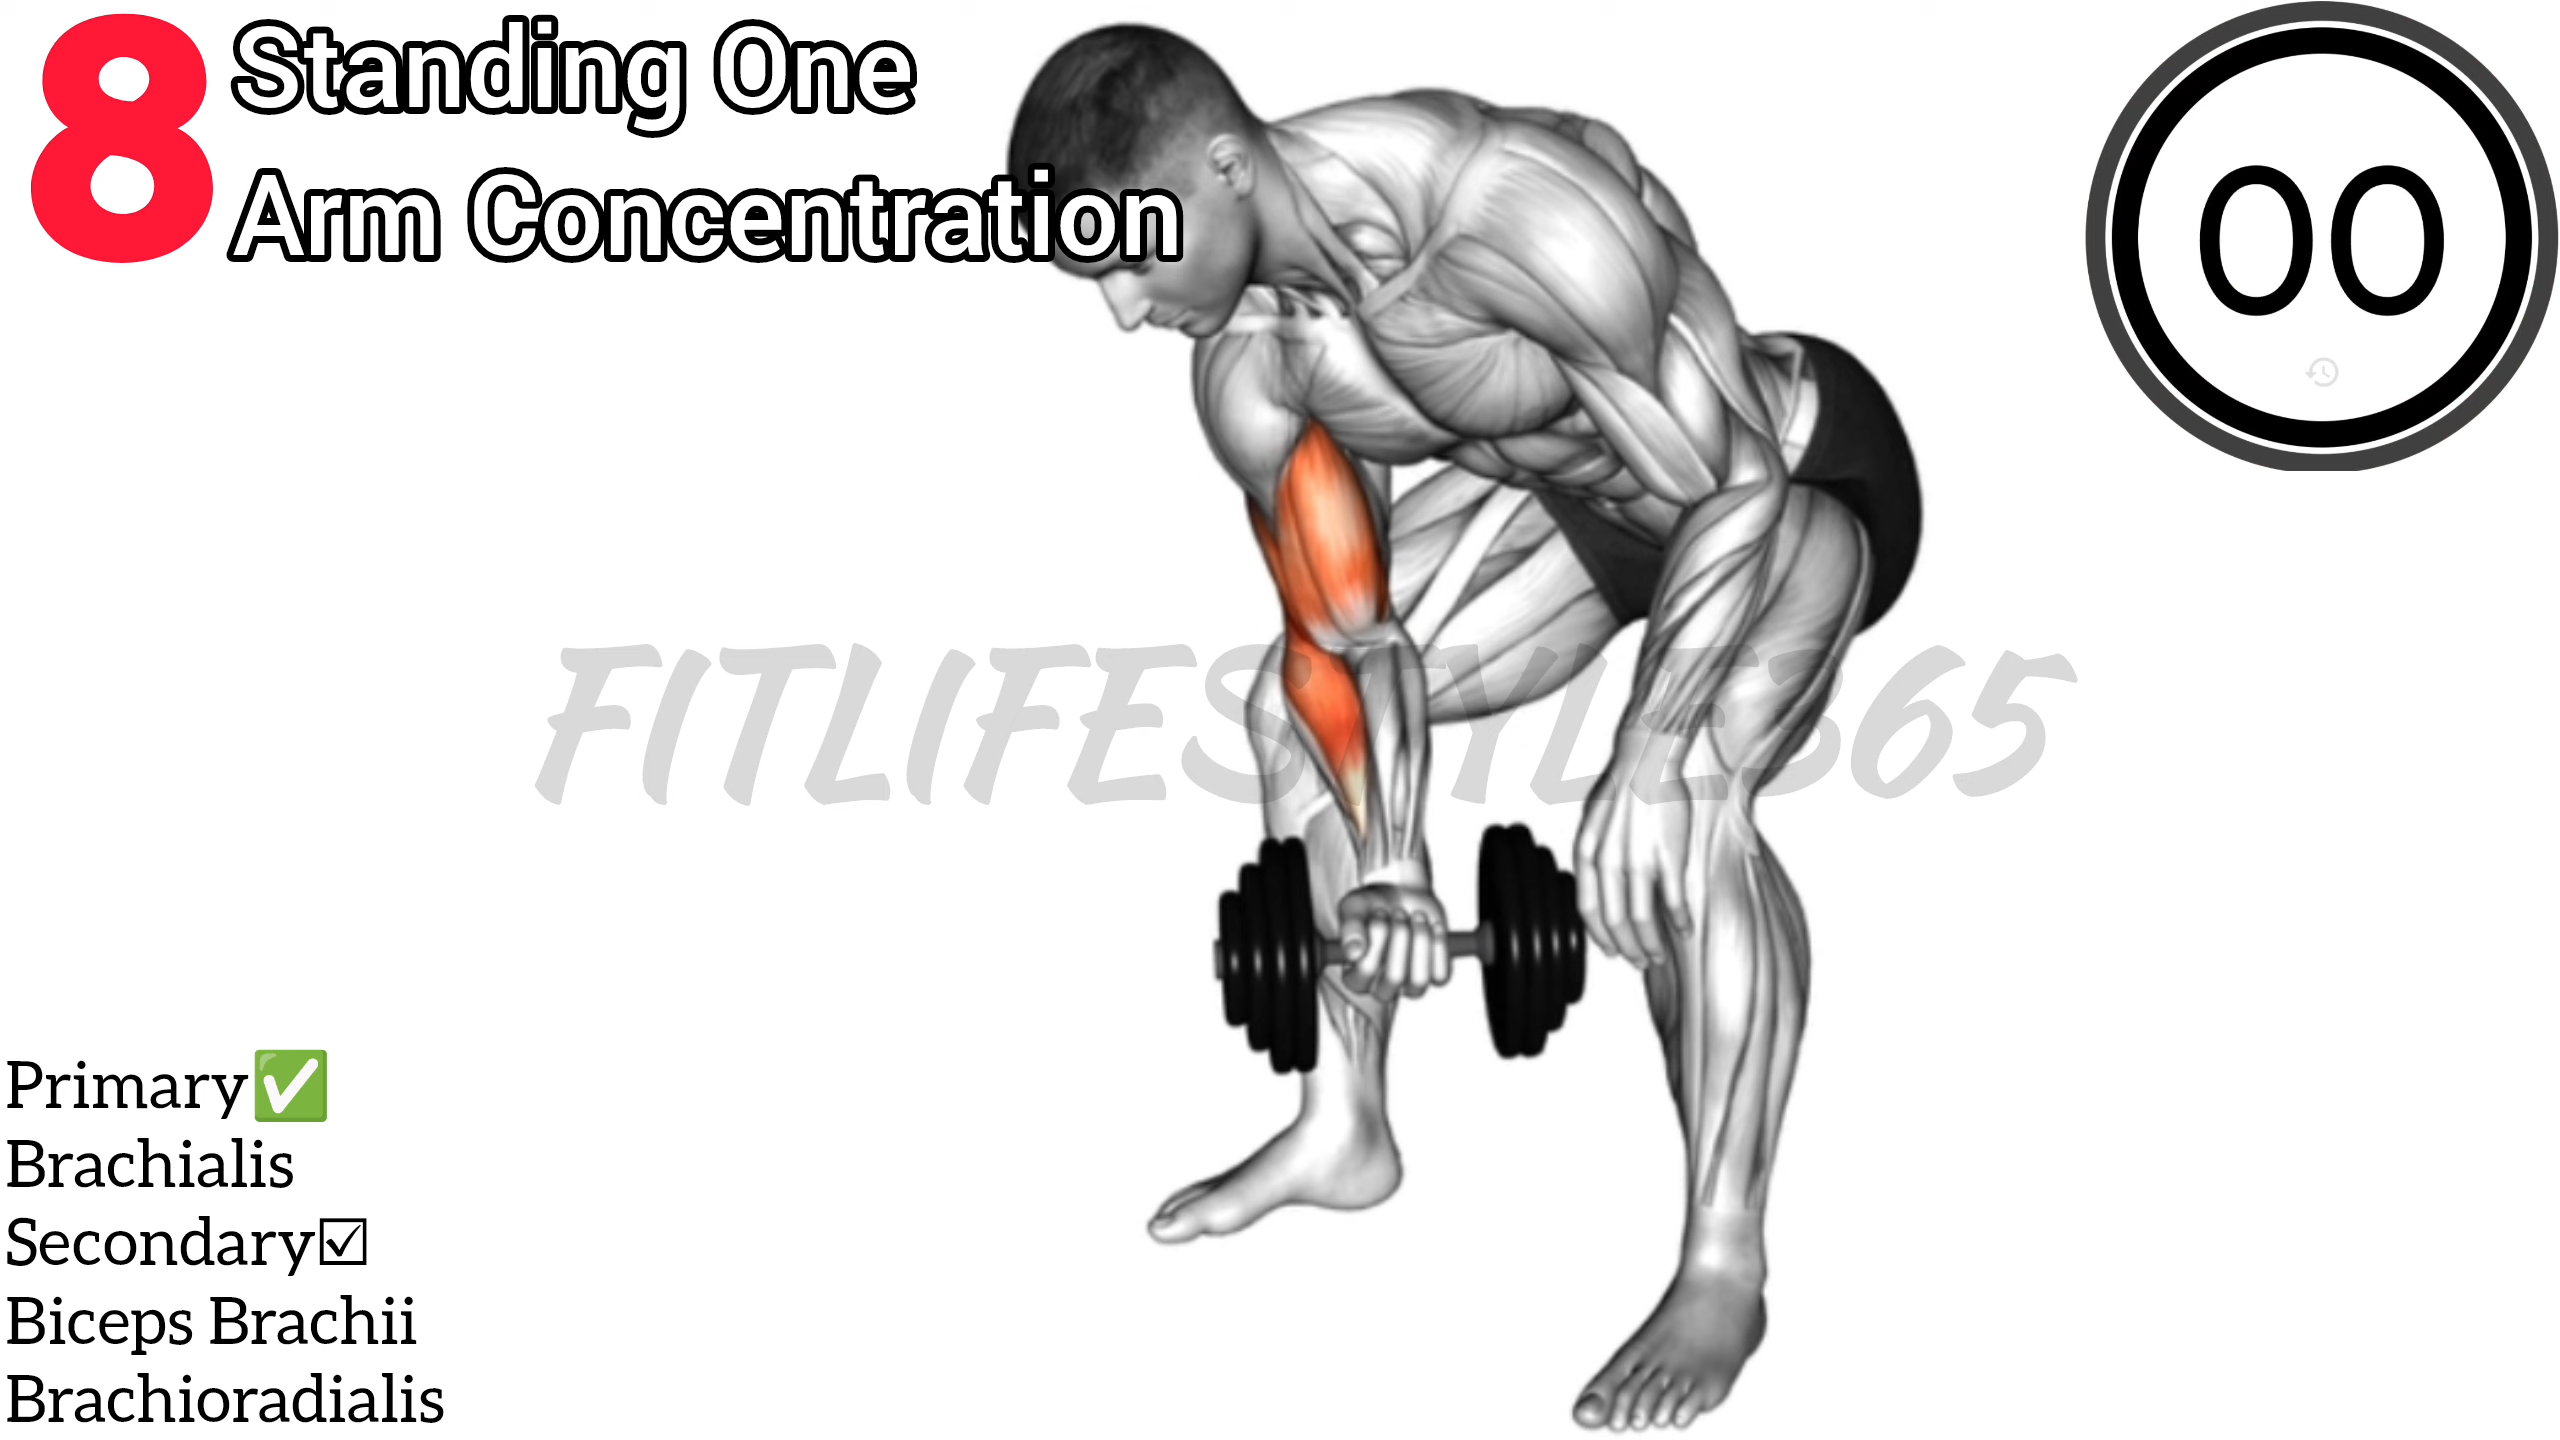 8
Standing One
Arm Concentration
00
FITLIFESTYLE365
Primary✅
Brachialis
Secondary☑
Biceps Brachii
Brachioradialis